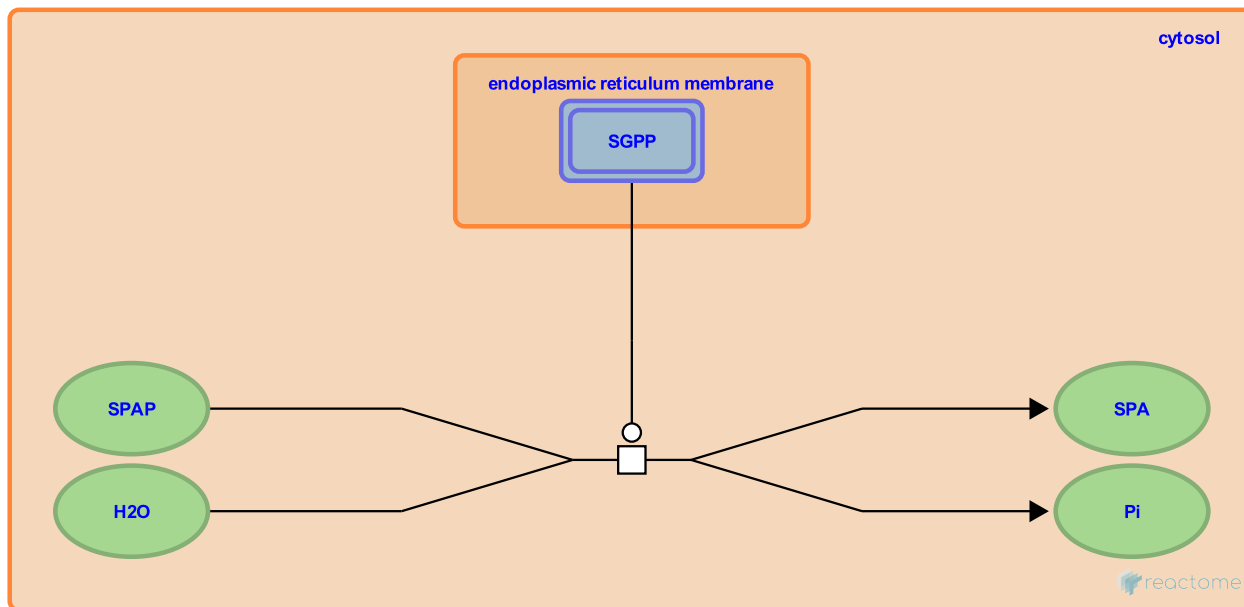 cytosol
endoplasmic reticulum membrane
SGPP
SPAP
SPA
H2O
Pi
reactome